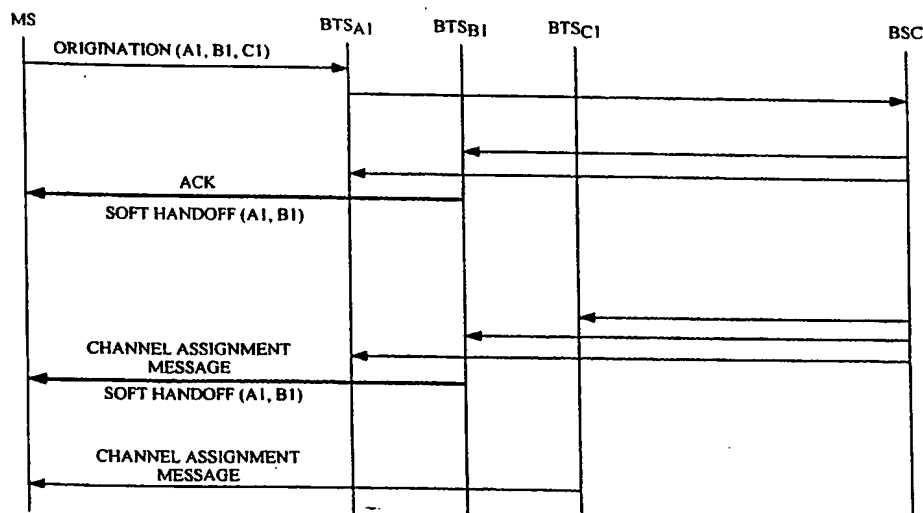 MS
BTSA1
BTSB1
BTSC1
BSC
ORIGINATION (A1, B1, C1)
ACK
SOFT HANDOFF (A1, B1)
CHANNEL ASSIGNMENT
MESSAGE
SOFT HANDOFF (A1, B1)
CHANNEL ASSIGNMENT
MESSAGE